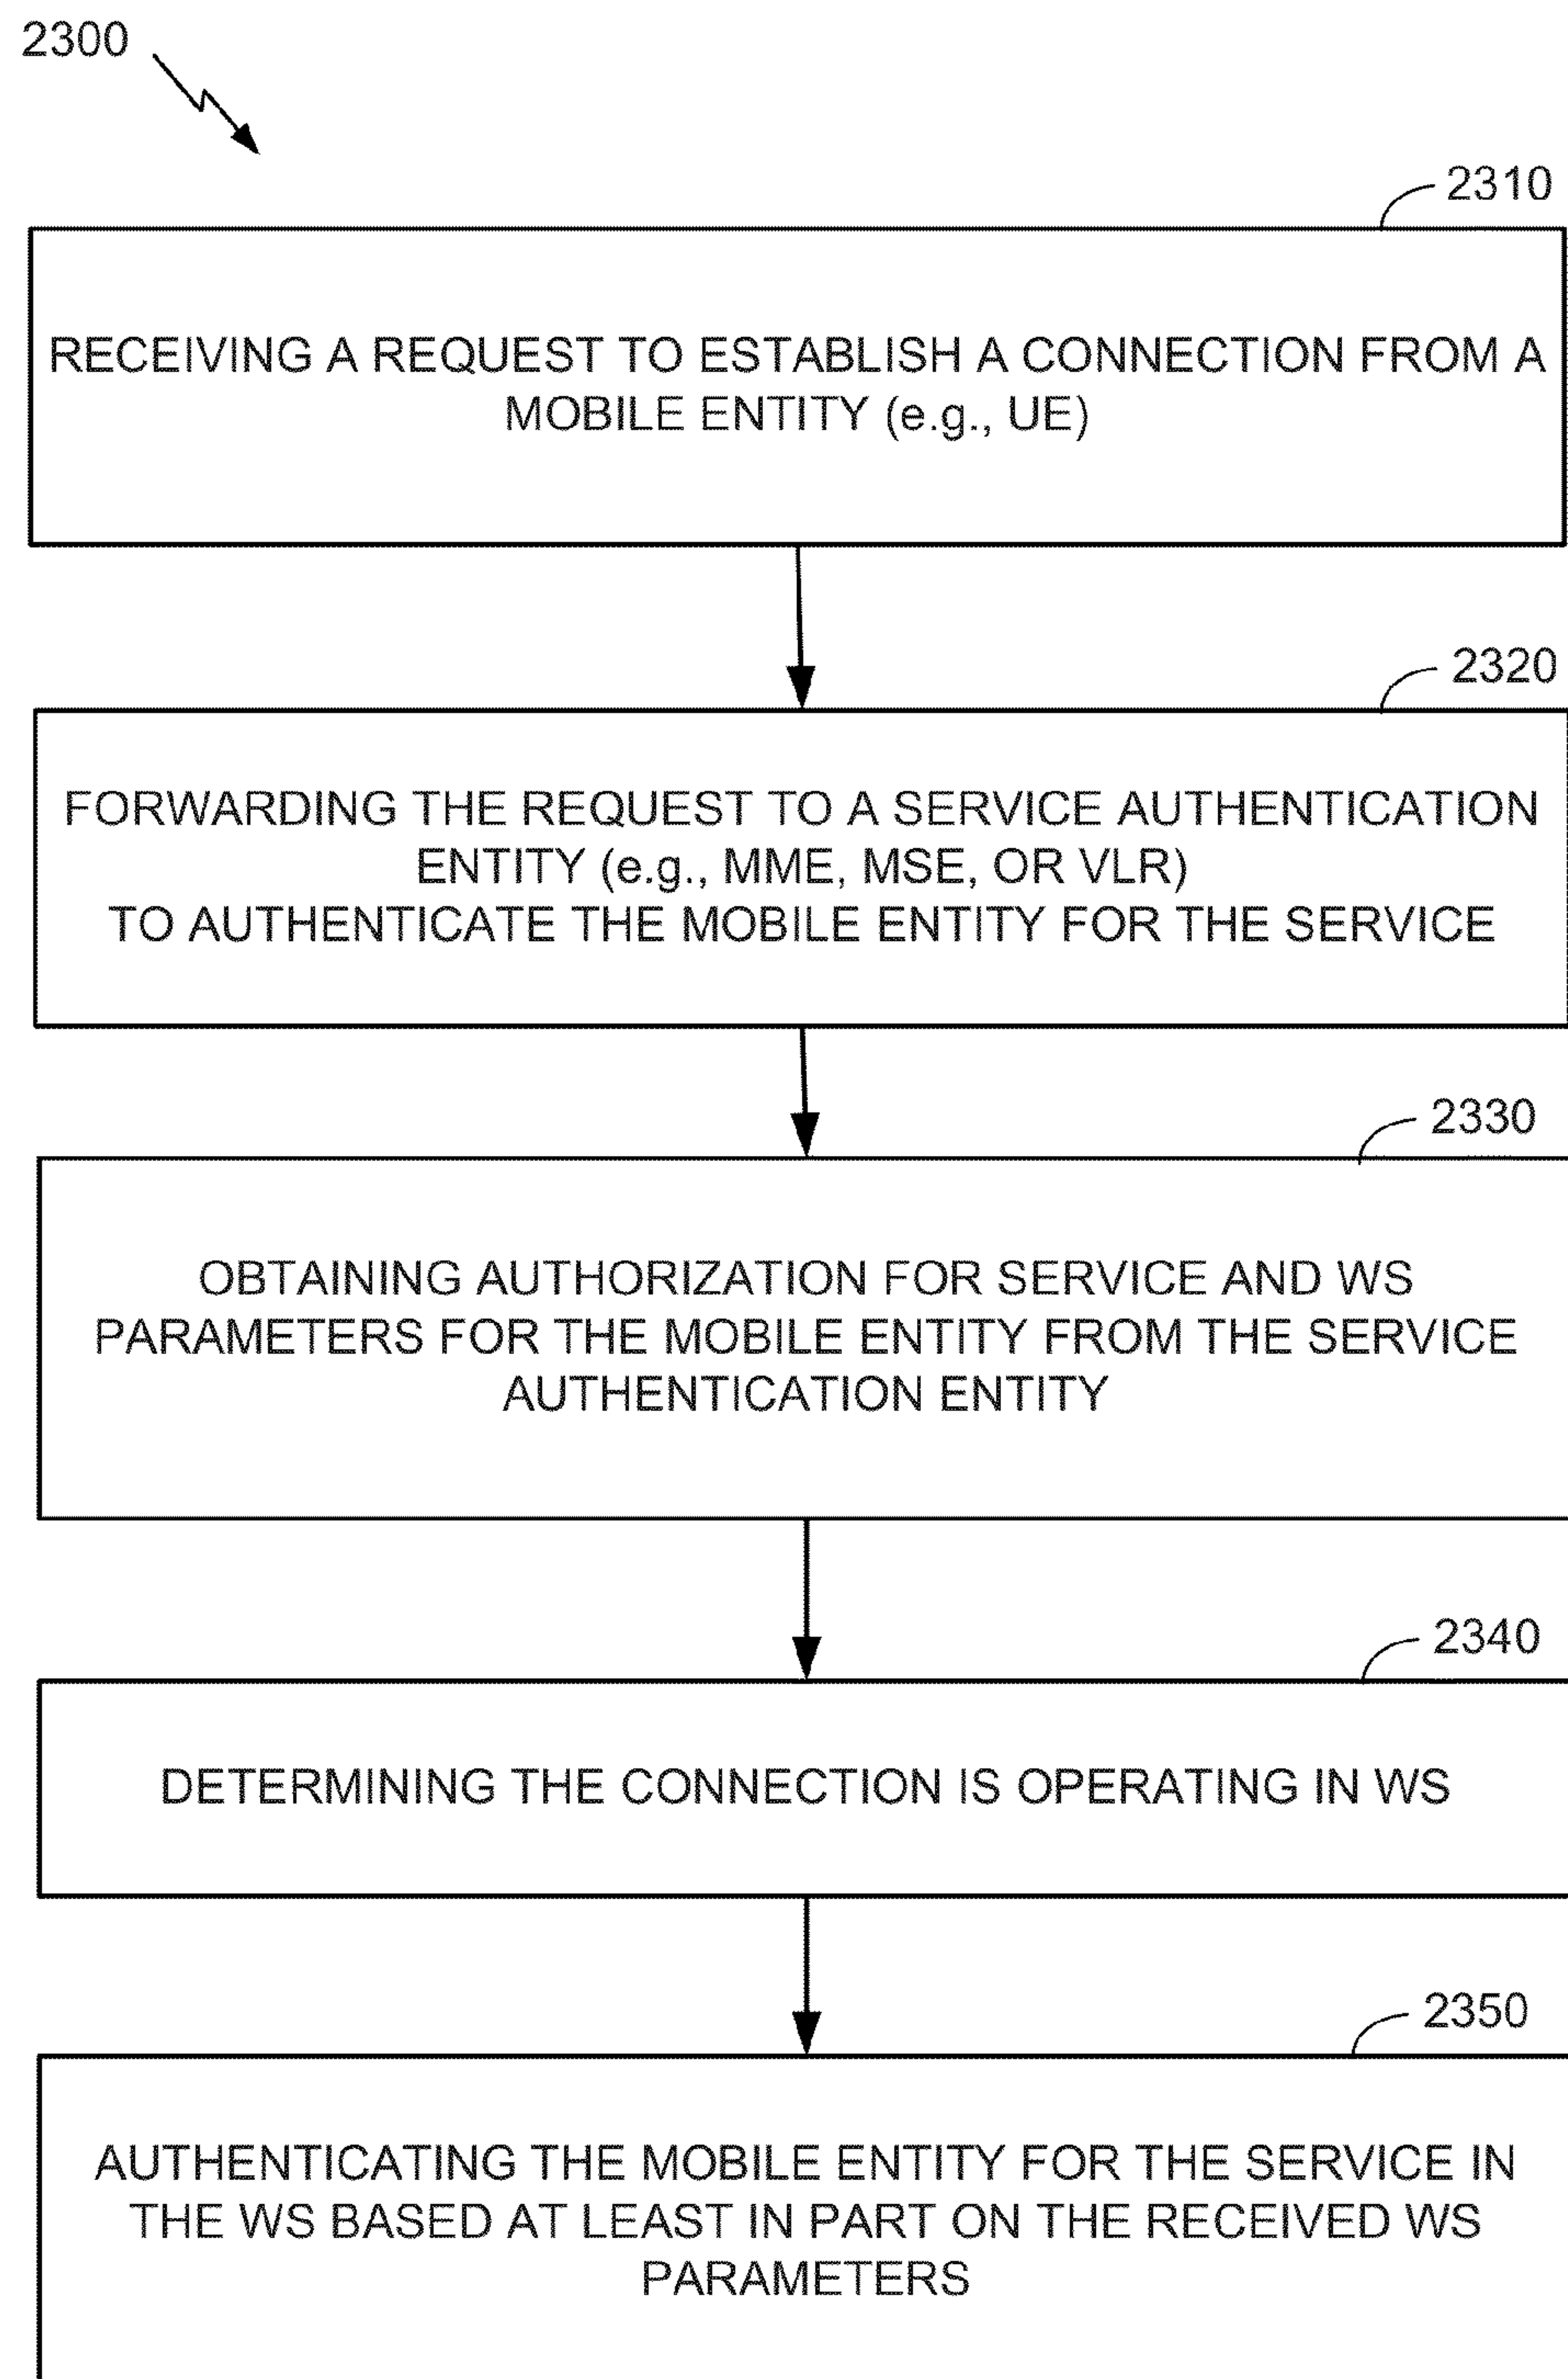 2300
2310
RECEIVING A REQUEST TO ESTABLISH A CONNECTION FROM A
MOBILE ENTITY (e.g., UE)
2320
FORWARDING THE REQUEST TO A SERVICE AUTHENTICATION
ENTITY (e.g., MME, MSE, OR VLR)
TO AUTHENTICATE THE MOBILE ENTITY FOR THE SERVICE
2330
OBTAINING AUTHORIZATION FOR SERVICE AND WS
PARAMETERS FOR THE MOBILE ENTITY FROM THE SERVICE
AUTHENTICATION ENTITY
2340
DETERMINING THE CONNECTION IS OPERATING IN WS
2350
AUTHENTICATING THE MOBILE ENTITY FOR THE SERVICE IN
THE WS BASED AT LEAST IN PART ON THE RECEIVED WS
PARAMETERS